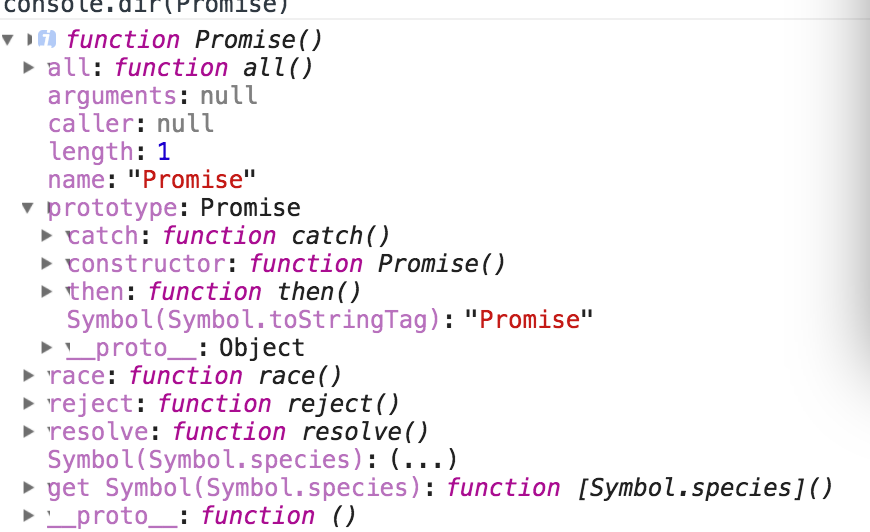 console.dir(Promise)
function Promise()
all: function all()
arguments: null
caller: null
length: 1
name: "Promise"
prototype: Promise
catch: function catch()
constructor: function Promise()
then: function then()
Symbol(Symbol.toStringTag): "Promise"
__proto__: Object
race: function race()
reject: function reject()
resolve: function resolve()
Symbol(Symbol.species): (...)
get Symbol(Symbol.species): function [Symbol.species]()
__proto__: function ()